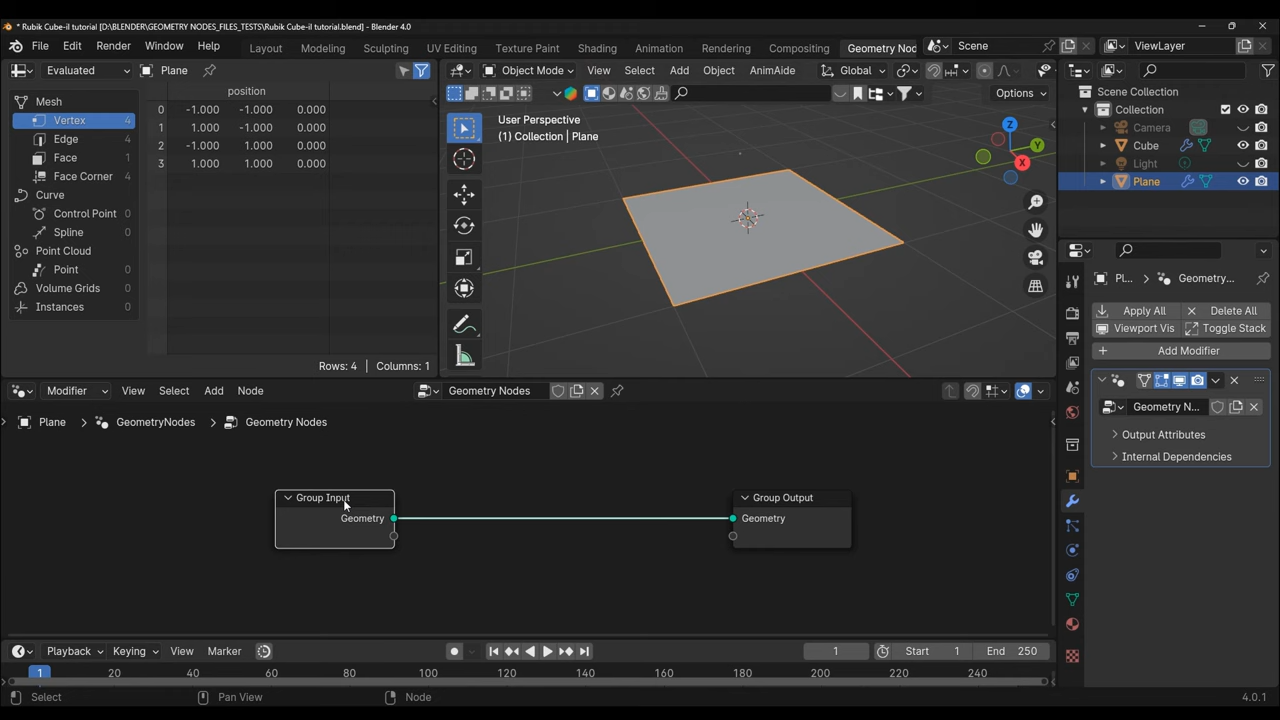 * Rubik Cube-il tutorial [D:\BLENDER\GEOMETRY NODES_FILES_TESTS\Rubik Cube-il tutorial.blend] - Blender 4.0
File Edit Render Window Help Layout Modeling Sculpting UV Editing Texture Paint Shading Animation Rendering Compositing Geometry Nod Scene ViewLayer
Evaluated Plane
position
Mesh
Vertex 4
Edge 4
Face 1
Face Corner 4
Curve
Control Point 0
Spline 0
Point Cloud
Point 0
Volume Grids 0
Instances 0
0 -1.000 -1.000 0.000
1 1.000 -1.000 0.000
2 -1.000 1.000 0.000
3 1.000 1.000 0.000
Rows: 4 | Columns: 1
Object Mode View Select Add Object AnimAide Global
Options
User Perspective
(1) Collection | Plane
Z
Y
X
Scene Collection
Collection
Camera
Cube
Light
Plane
Pl... Geometry...
Apply All Delete All
Viewport Vis Toggle Stack
Add Modifier
Geometry N...
Output Attributes
Internal Dependencies
Modifier View Select Add Node Geometry Nodes
Plane GeometryNodes Geometry Nodes
Group Input
Geometry
Group Output
Geometry
Playback Keying View Marker 1 Start 1 End 250
1 20 40 60 80 100 120 140 160 180 200 220 240
Select Pan View Node 4.0.1